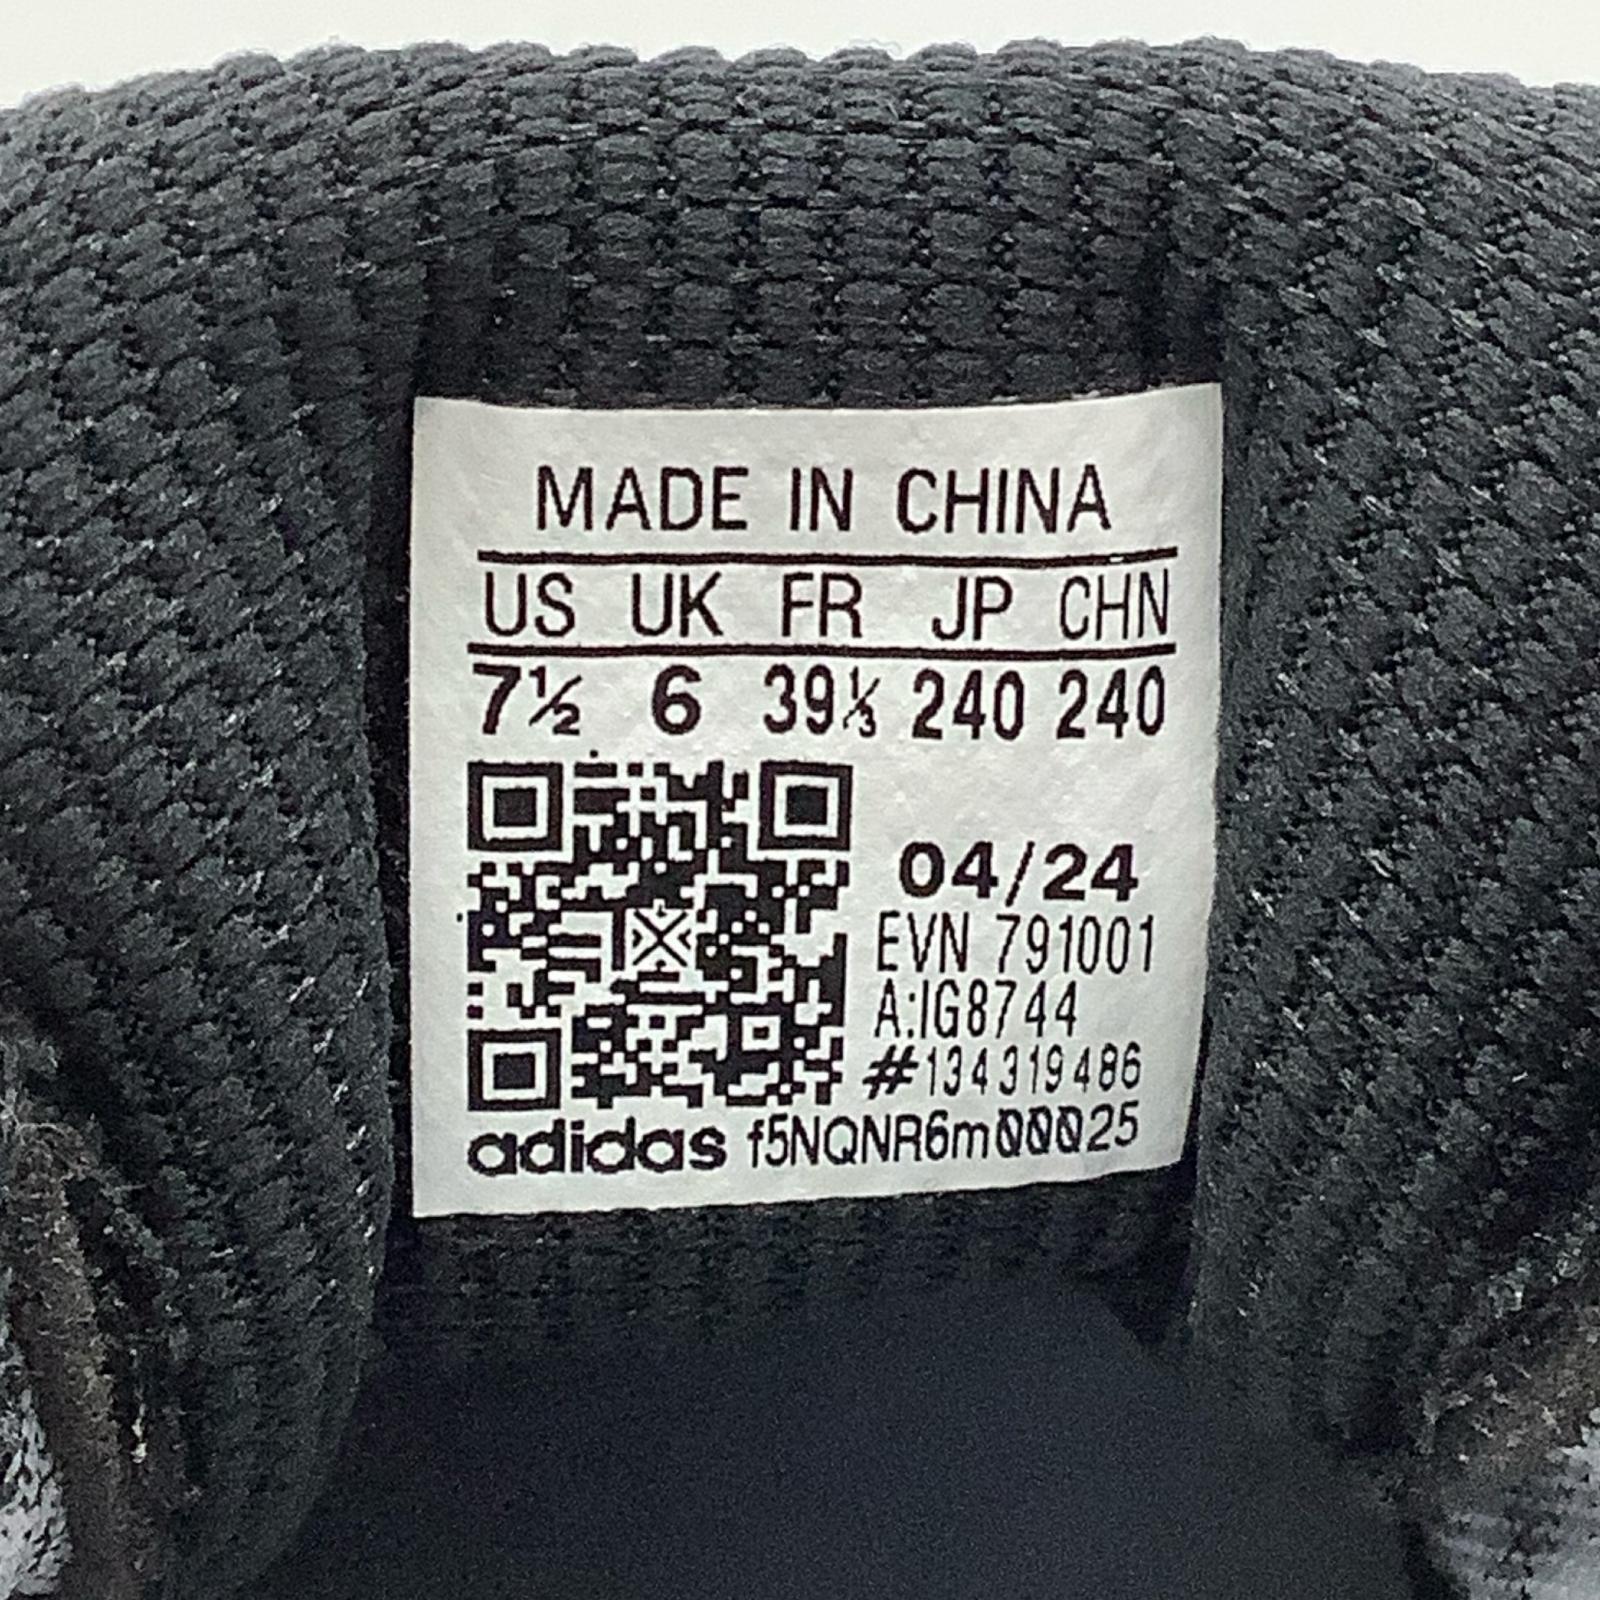 MADE IN CHINA
US UK FR JP CHN
7½ 6 39⅓ 240 240
04/24
EVN 791001
A:IG8744
#134319486
adidas f5NQNR6m00025